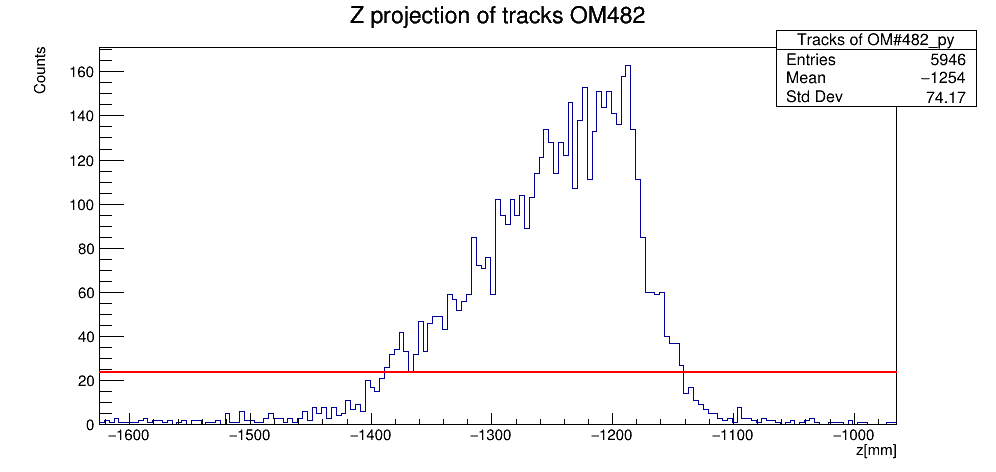 Z projection of tracks OM482
Counts
Tracks of OM#482_py
Entries 5946
Mean −1254
Std Dev 74.17
160
140
120
100
80
60
40
20
0
−1600 −1500 −1400 −1300 −1200 −1100 −1000
z[mm]